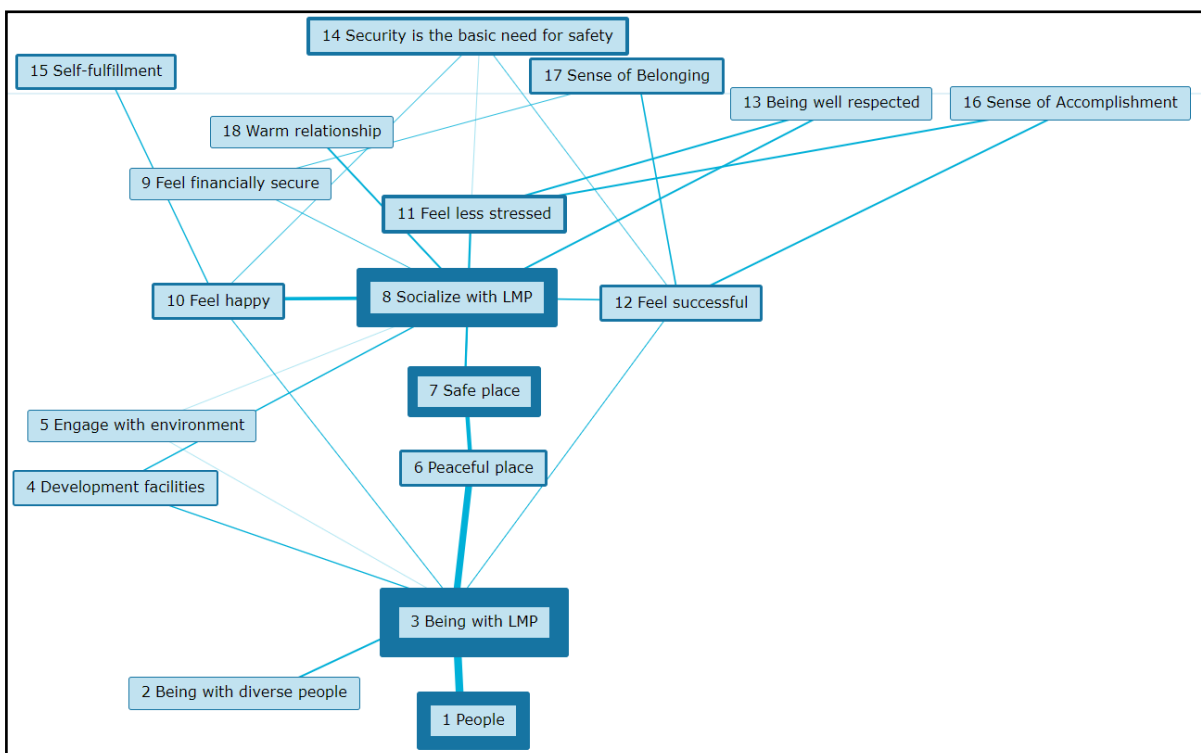 14 Security is the basic need for safety
15 Self-fulfillment
17 Sense of Belonging
13 Being well respected
16 Sense of Accomplishment
18 Warm relationship
9 Feel financially secure
11 Feel less stressed
10 Feel happy
8 Socialize with LMP
12 Feel successful
7 Safe place
5 Engage with environment
6 Peaceful place
4 Development facilities
3 Being with LMP
2 Being with diverse people
1 People